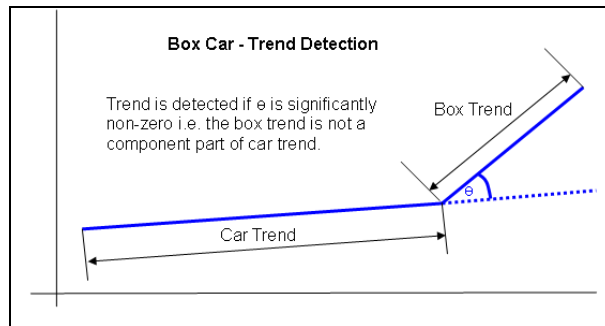 Box Car - Trend Detection
Trend is detected if ɵ is significantly
non-zero i.e. the box trend is not a
component part of car trend.
Box Trend
ɵ
Car Trend